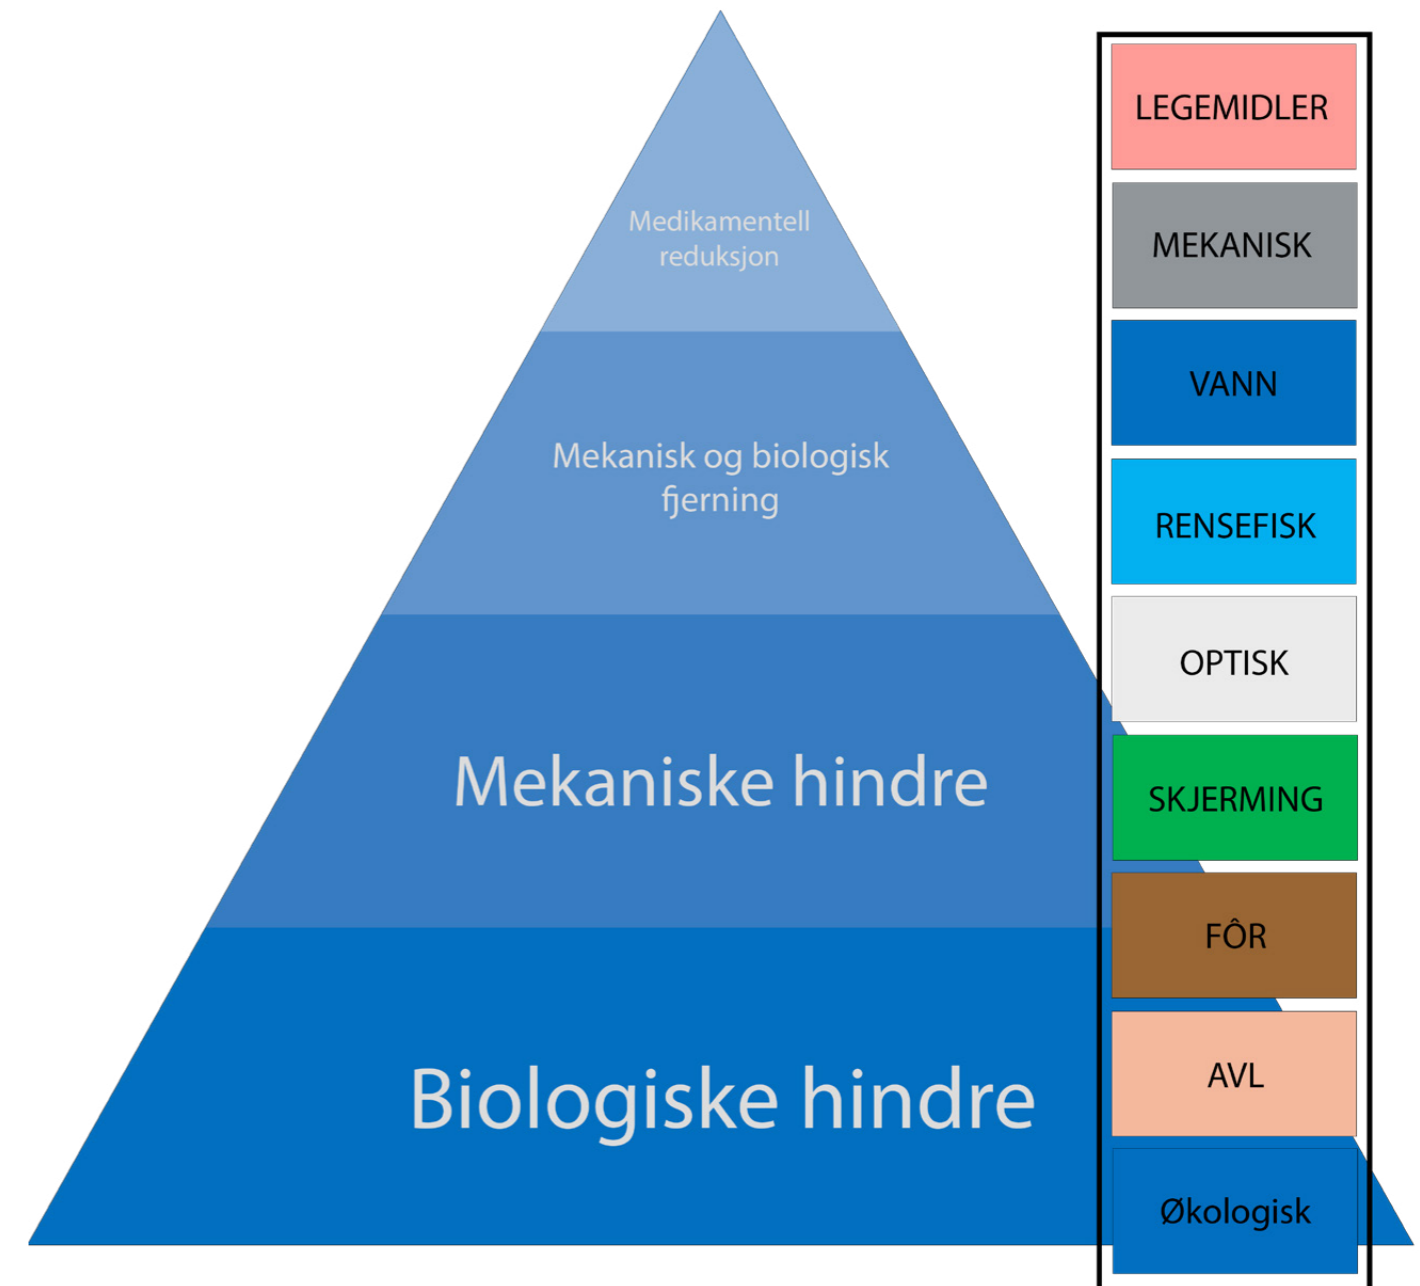 Medikamentell
reduksjon
Mekanisk og biologisk
fjerning
Mekaniske hindre
Biologiske hindre
LEGEMIDLER
MEKANISK
VANN
RENSEFISK
OPTISK
SKJERMING
FÔR
AVL
Økologisk